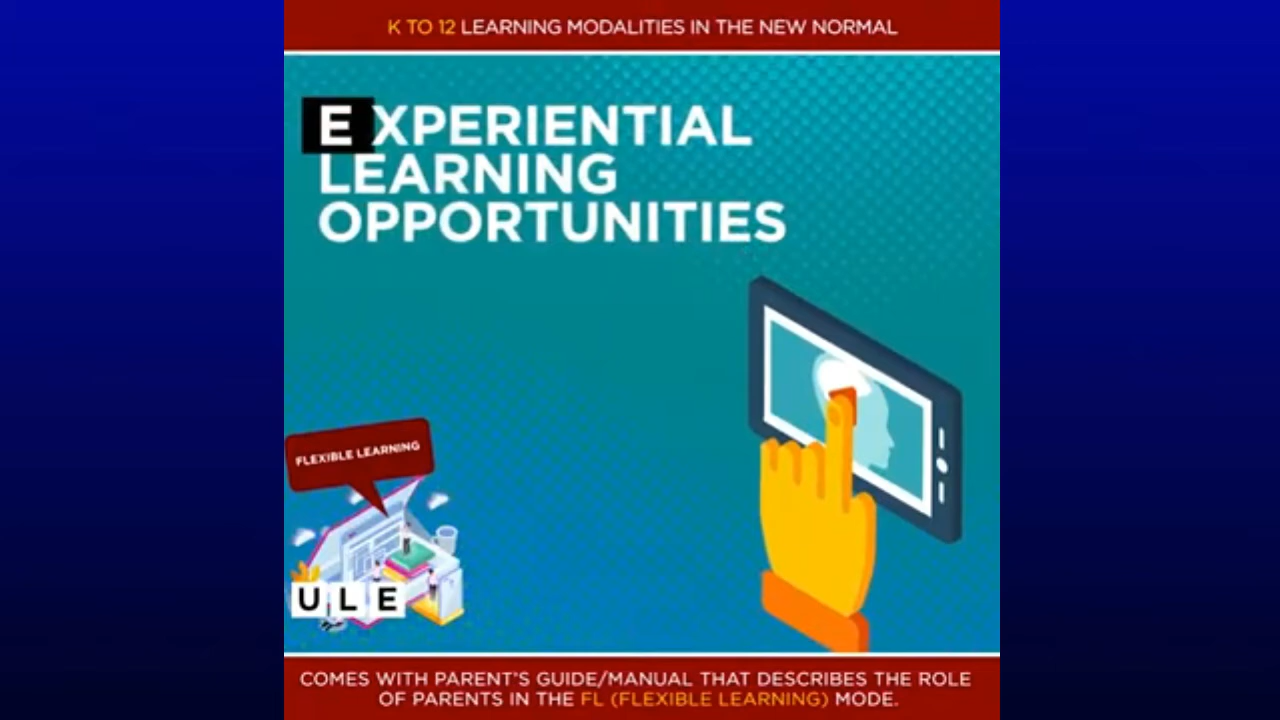 K TO 12 LEARNING MODALITIES IN THE NEW NORMAL
EXPERIENTIAL
LEARNING
OPPORTUNITIES
FLEXIBLE LEARNING
U L E
COMES WITH PARENT'S GUIDE/MANUAL THAT DESCRIBES THE ROLE
OF PARENTS IN THE FL (FLEXIBLE LEARNING) MODE.